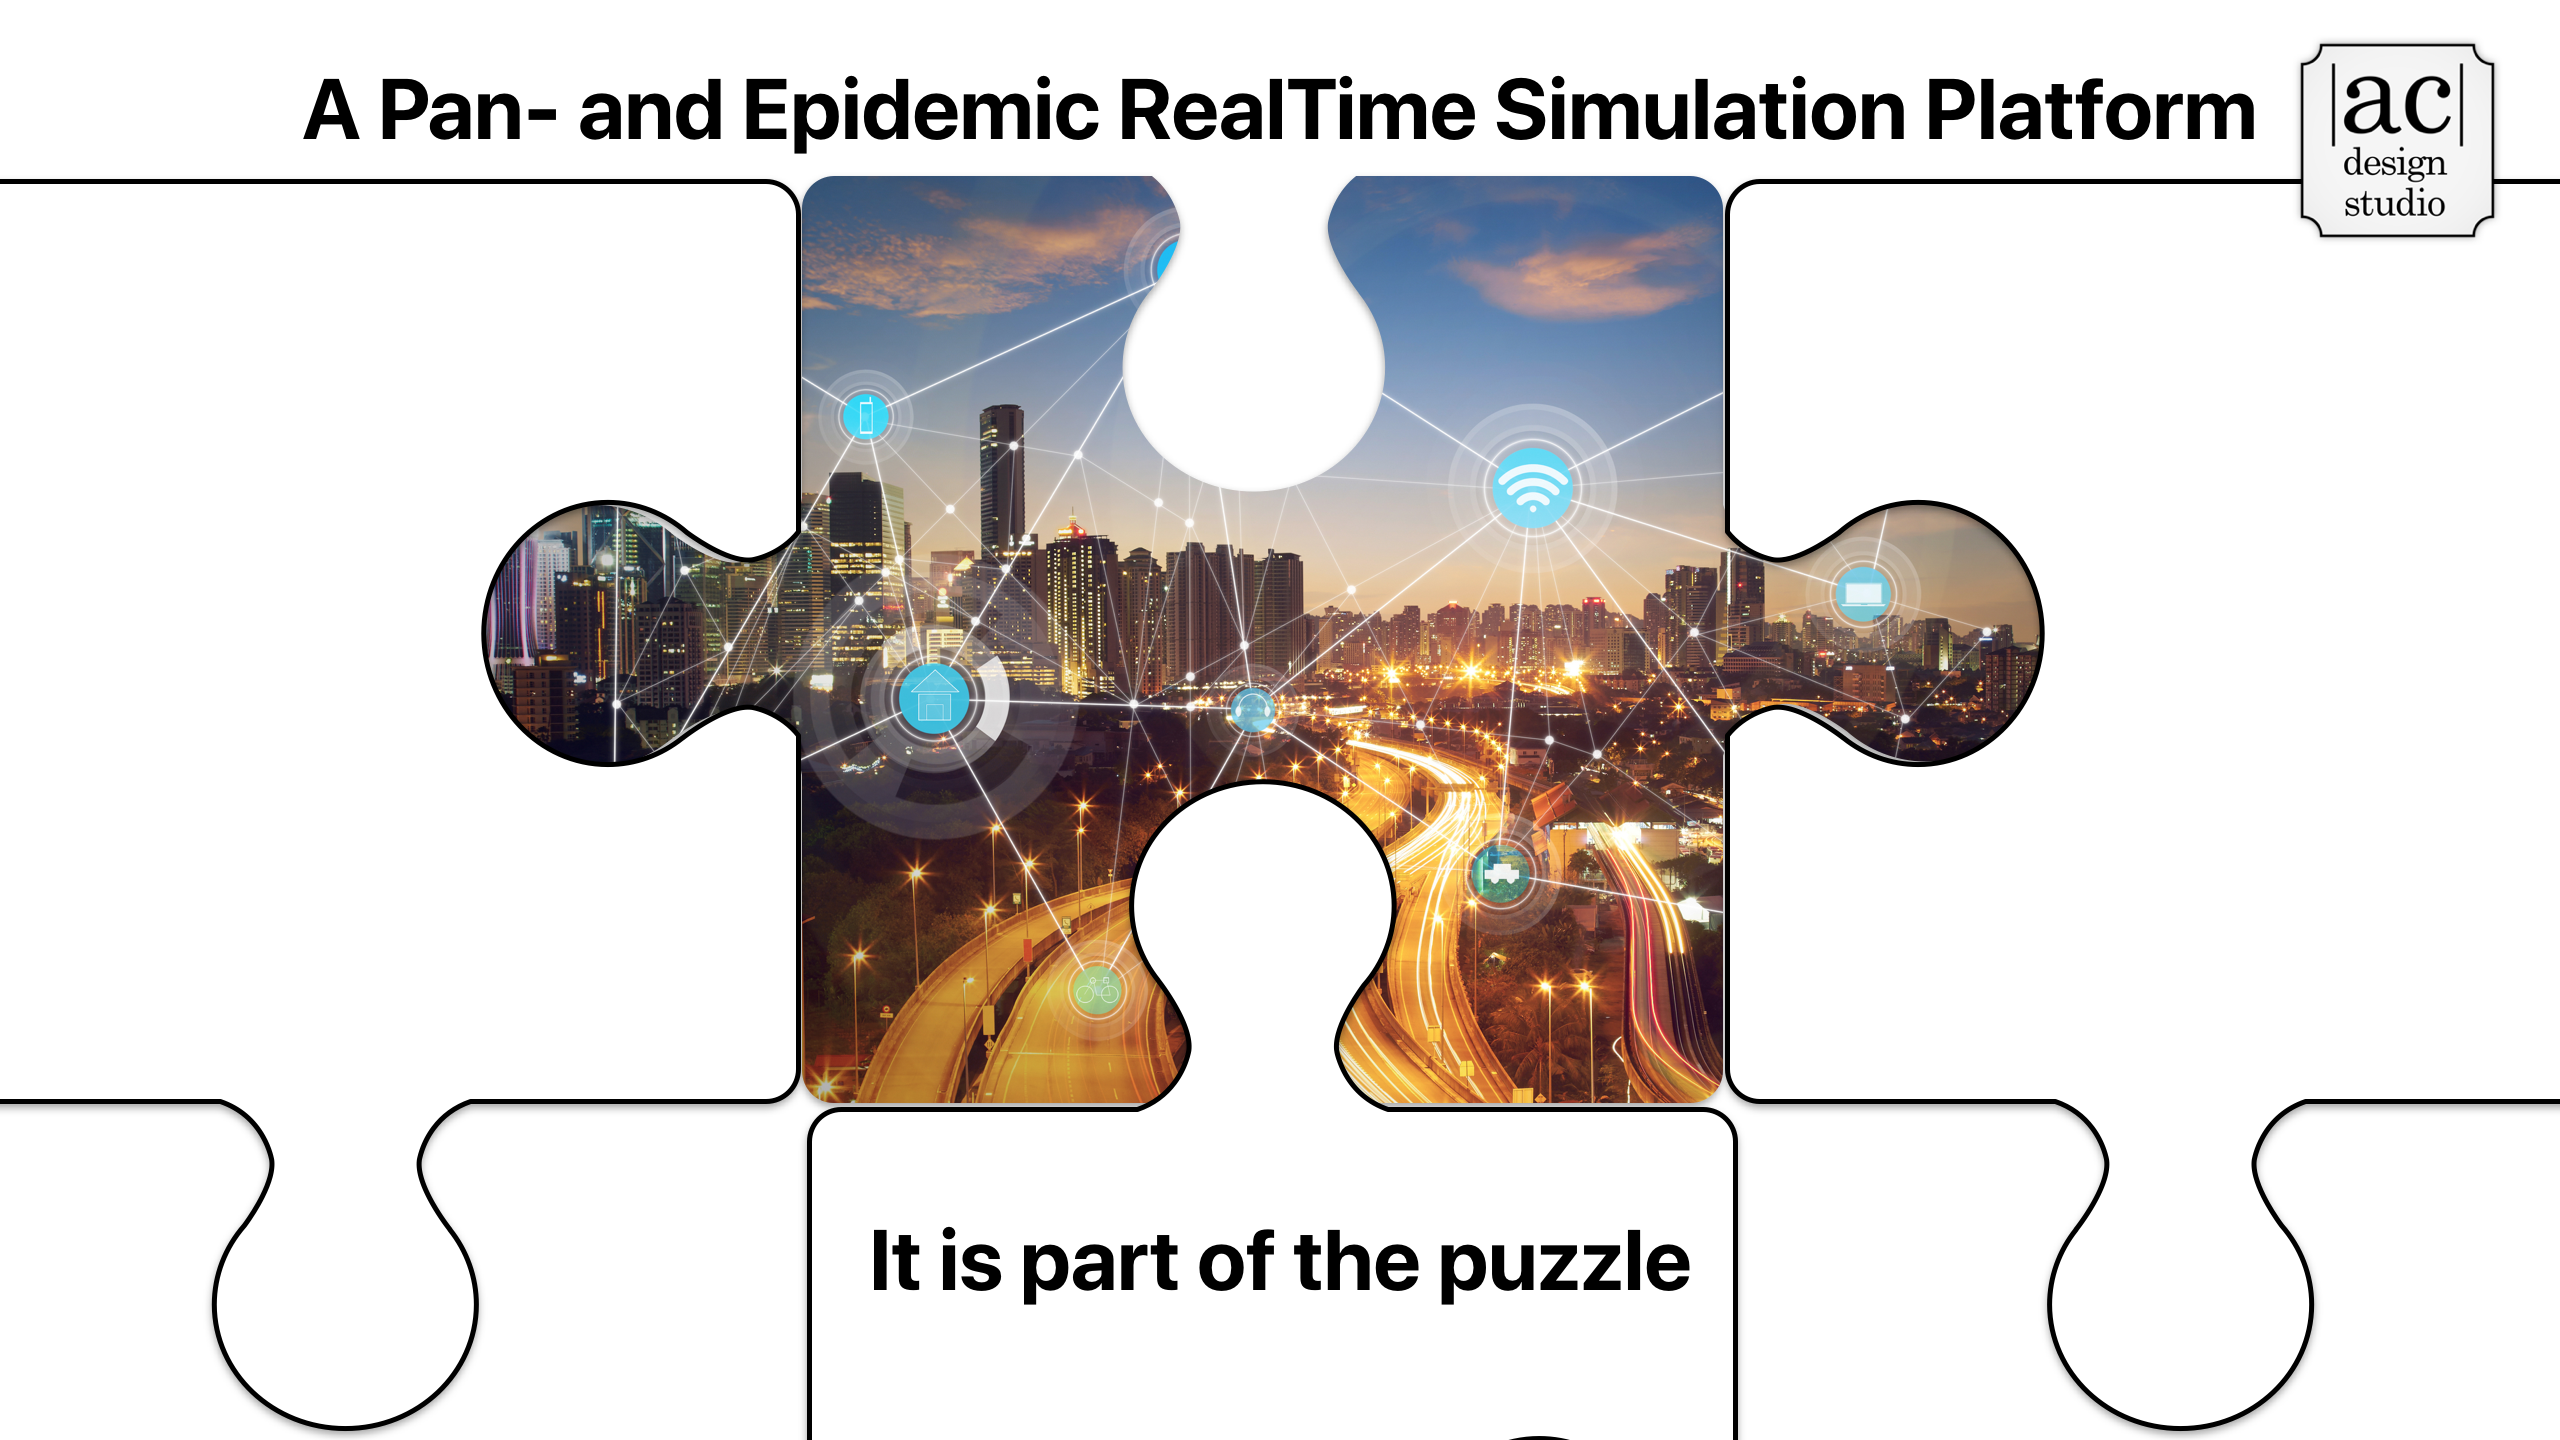 A Pan- and Epidemic RealTime Simulation Platform
|ac|
design
studio
It is part of the puzzle